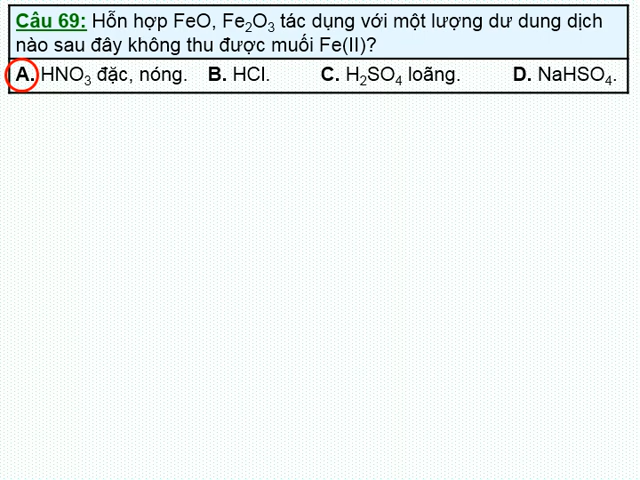 Câu 69: Hỗn hợp FeO, Fe₂O₃ tác dụng với một lượng dư dung dịch
nào sau đây không thu được muối Fe(II)?
A. HNO₃ đặc, nóng. B. HCl. C. H₂SO₄ loãng. D. NaHSO₄.